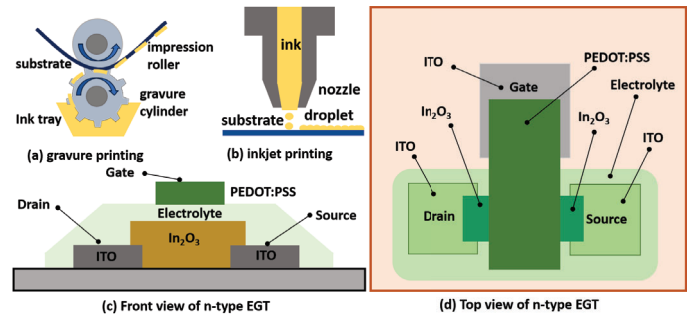 substrate
impression
roller
gravure
cylinder
Ink tray
(a) gravure printing
ink
nozzle
substrate
droplet
(b) inkjet printing
Gate
PEDOT:PSS
Drain
Electrolyte
Source
In₂O₃
ITO
ITO
(c) Front view of n-type EGT
PEDOT:PSS
ITO
Gate
Electrolyte
In₂O₃
In₂O₃
ITO
ITO
Drain
Source
(d) Top view of n-type EGT